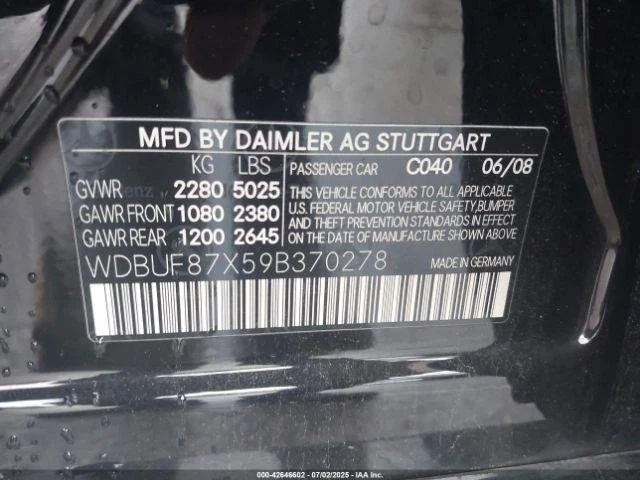 MFD BY DAIMLER AG STUTTGART
KG LBS PASSENGER CAR C040 06/08
GVWR 2280 5025
GAWR FRONT 1080 2380
GAWR REAR 1200 2645
THIS VEHICLE CONFORMS TO ALL APPLICABLE
U.S. FEDERAL MOTOR VEHICLE SAFETY, BUMPER
AND THEFT PREVENTION STANDARDS IN EFFECT
ON THE DATE OF MANUFACTURE SHOWN ABOVE.
WDBUF87X59B370278 MADE IN GERMANY
000-42646602 - 07/02/2025 - IAA Inc.